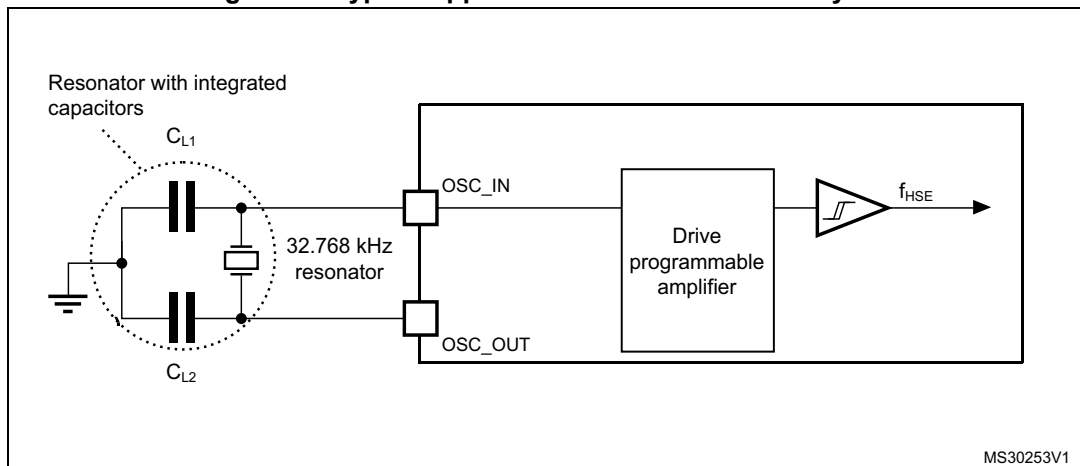 Resonator with integrated
capacitors
CL1
OSC_IN
fHSE
32.768 kHz
resonator
Drive
programmable
amplifier
OSC_OUT
CL2
MS30253V1